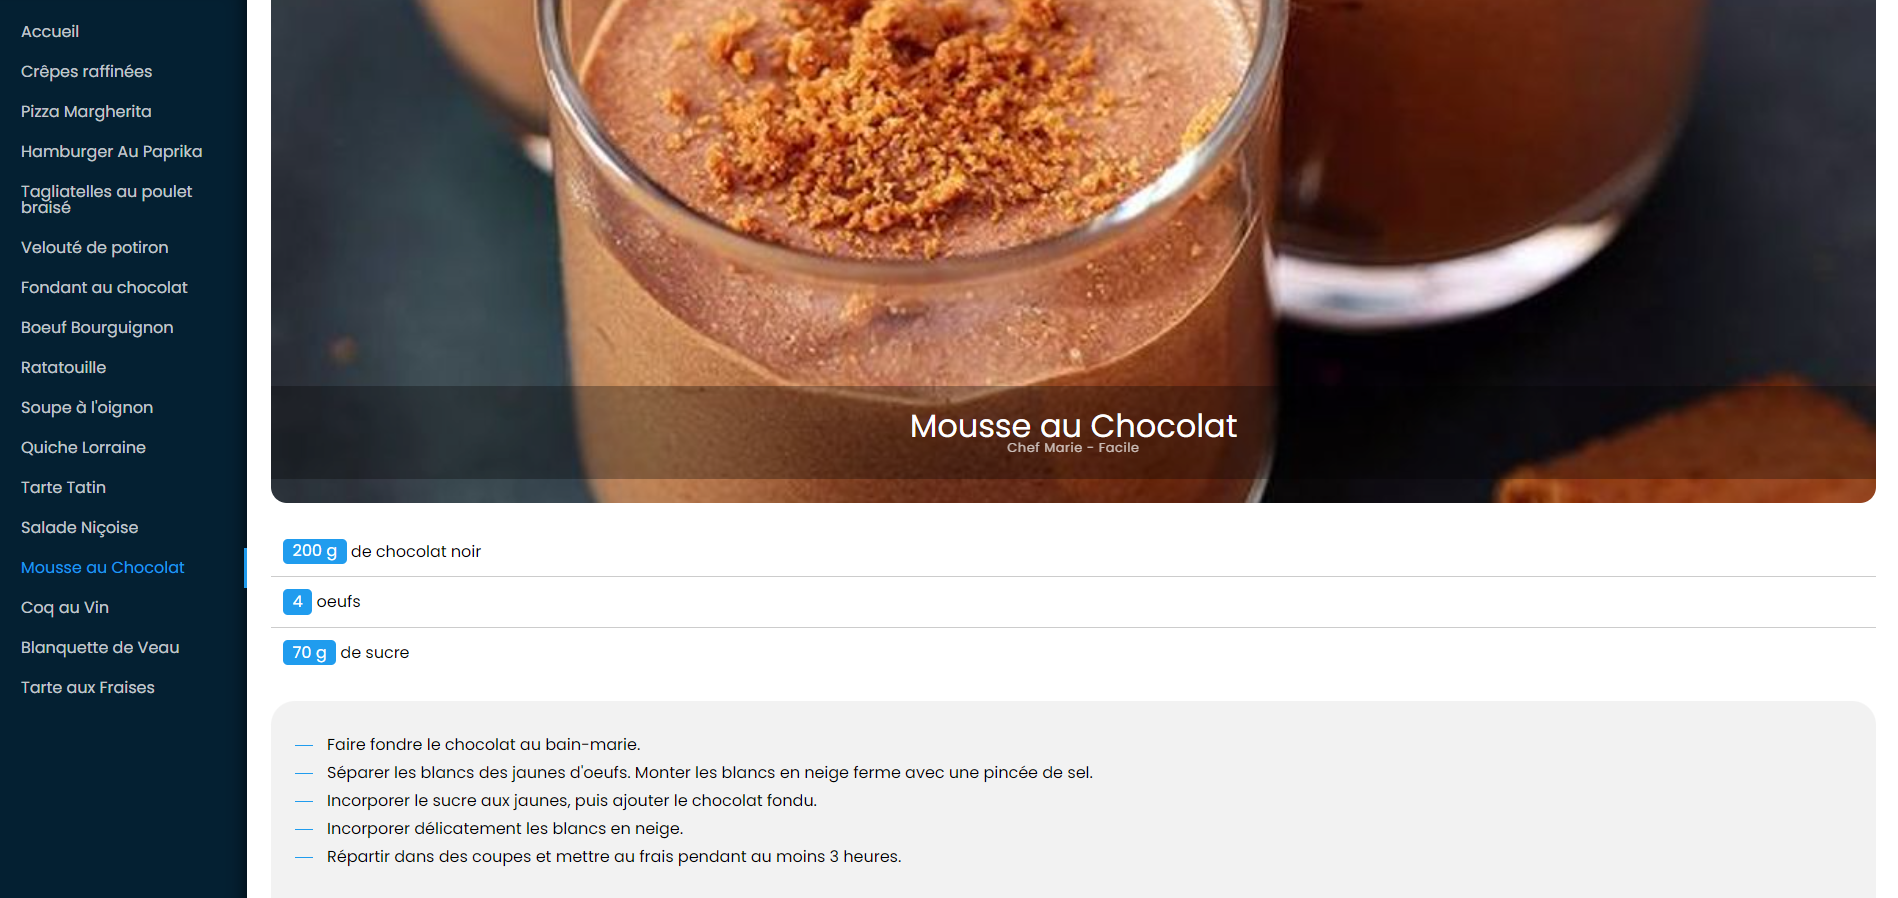 Accueil
Crêpes raffinées
Pizza Margherita
Hamburger Au Paprika
Tagliatelles au poulet
braisé
Velouté de potiron
Fondant au chocolat
Boeuf Bourguignon
Ratatouille
Soupe à l'oignon
Quiche Lorraine
Tarte Tatin
Salade Niçoise
Mousse au Chocolat
Coq au Vin
Blanquette de Veau
Tarte aux Fraises
Mousse au Chocolat
Chef Marie - Facile
200 g de chocolat noir
4 oeufs
70 g de sucre
Faire fondre le chocolat au bain-marie.
Séparer les blancs des jaunes d'oeufs. Monter les blancs en neige ferme avec une pincée de sel.
Incorporer le sucre aux jaunes, puis ajouter le chocolat fondu.
Incorporer délicatement les blancs en neige.
Répartir dans des coupes et mettre au frais pendant au moins 3 heures.